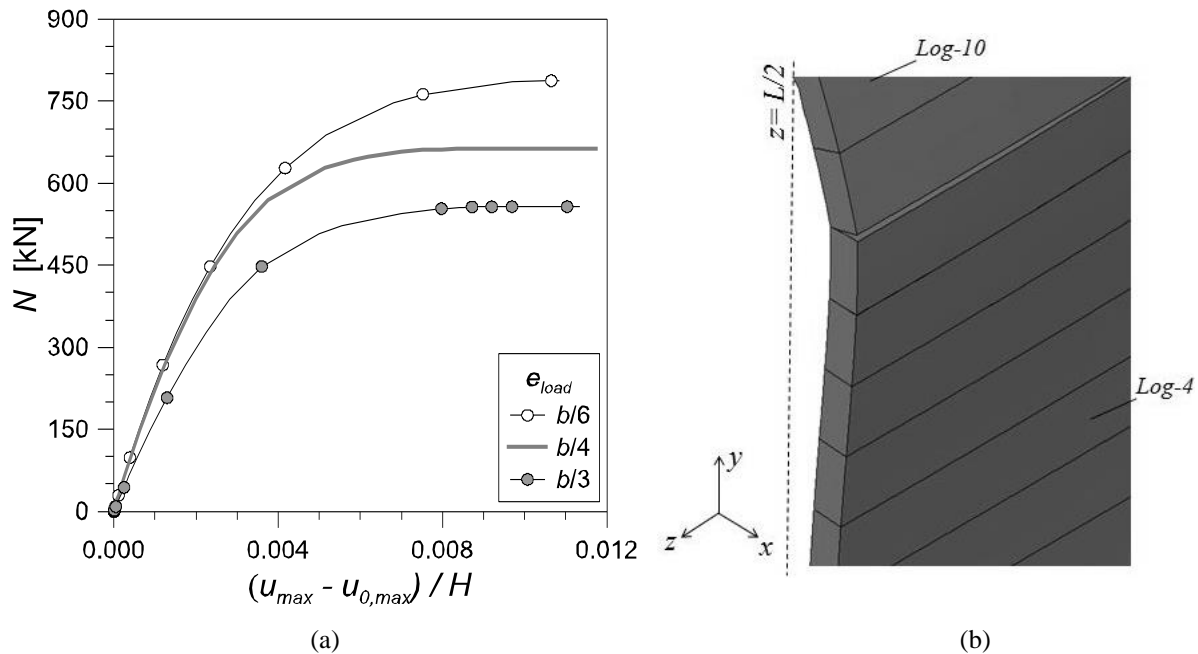 900
750
600
450
300
150
0
N [kN]
0.000
0.004
0.008
0.012
(u_max - u_0,max) / H
e_load
b/6
b/4
b/3
(a)
Log-10
z= L/2
Log-4
y
z
x
(b)